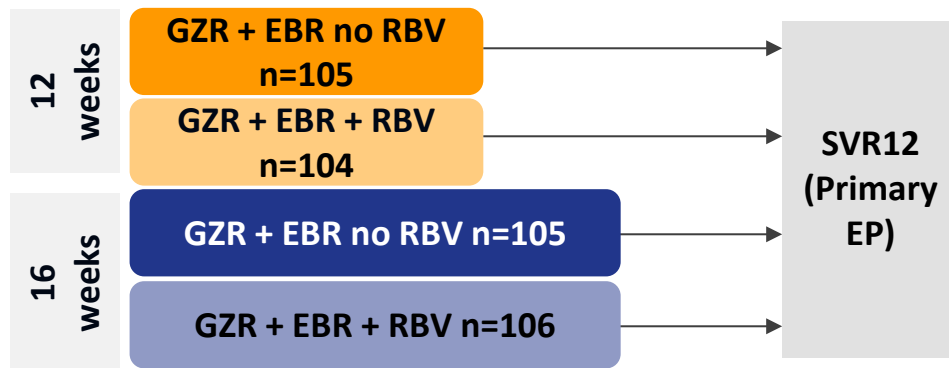 12
weeks
GZR + EBR no RBV
n=105
GZR + EBR + RBV
n=104
16
weeks
GZR + EBR no RBV n=105
GZR + EBR + RBV n=106
SVR12
(Primary
EP)